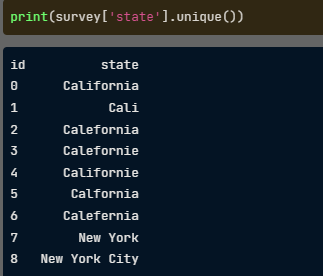 print(survey['state'].unique())
id state
0 California
1 Cali
2 Calefornia
3 Calefornie
4 Californie
5 Calfornia
6 Calefernia
7 New York
8 New York City